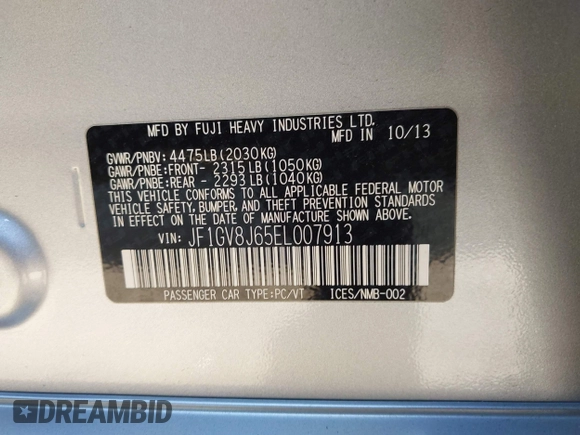 MFD BY FUJI HEAVY INDUSTRIES LTD.
MFD IN 10/13
GVWR/PNBV: 4475LB(2030KG)
GAWR/PNBE:FRONT- 2315LB(1050KG)
GAWR/PNBE:REAR - 2293LB(1040KG)
THIS VEHICLE CONFORMS TO ALL APPLICABLE FEDERAL MOTOR
VEHICLE SAFETY, BUMPER, AND THEFT PREVENTION STANDARDS
IN EFFECT ON THE DATE OF MANUFACTURE SHOWN ABOVE.
VIN: JF1GV8J65EL007913
PASSENGER CAR TYPE:PC/VT ICES/NMB-002
DREAMBID